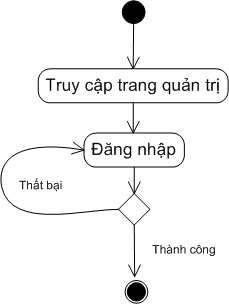 Truy cập trang quản trị
Đăng nhập
Thất bại
Thành công